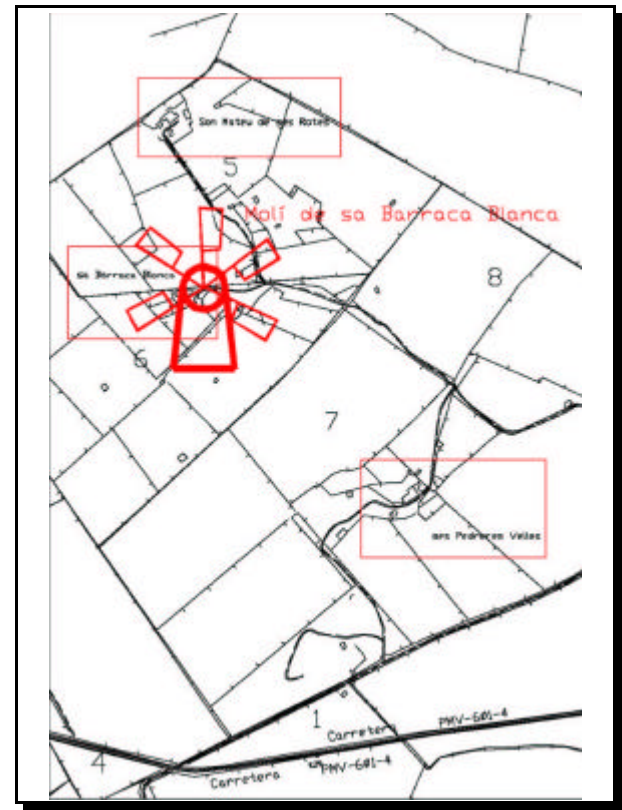 Son Mateu de ses Rotes
5
Molí de sa Barraca Blanca
sa Barraca Blanca
8
6
7
ses Pedreres Velles
1
Carretera
PMV-601-4
4
Carretera
PMV-601-4